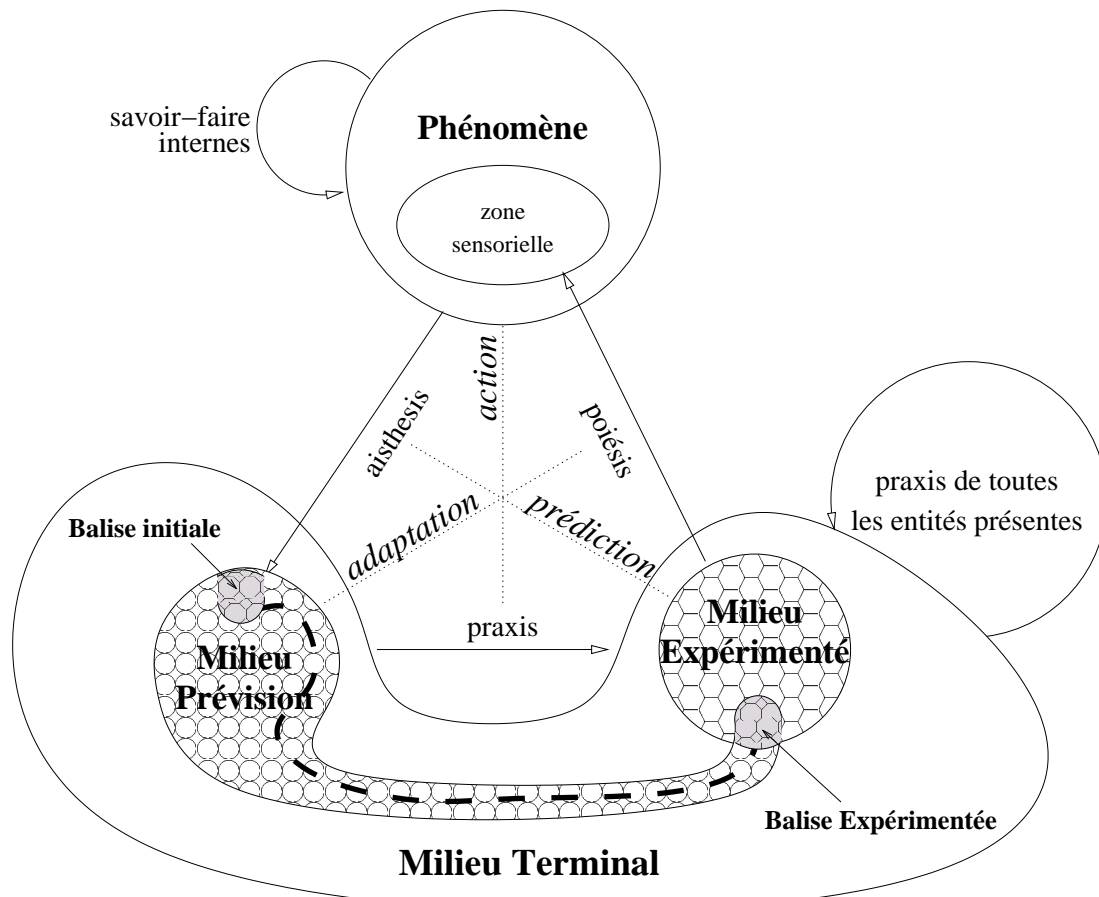 savoir−faire
internes
Phénomène
zone
sensorielle
action
aisthesis
poiésis
adaptation
prédiction
praxis de toutes
les entités présentes
Balise initiale
praxis
Milieu
Prévision
Milieu
Expérimenté
Balise Expérimentée
Milieu Terminal